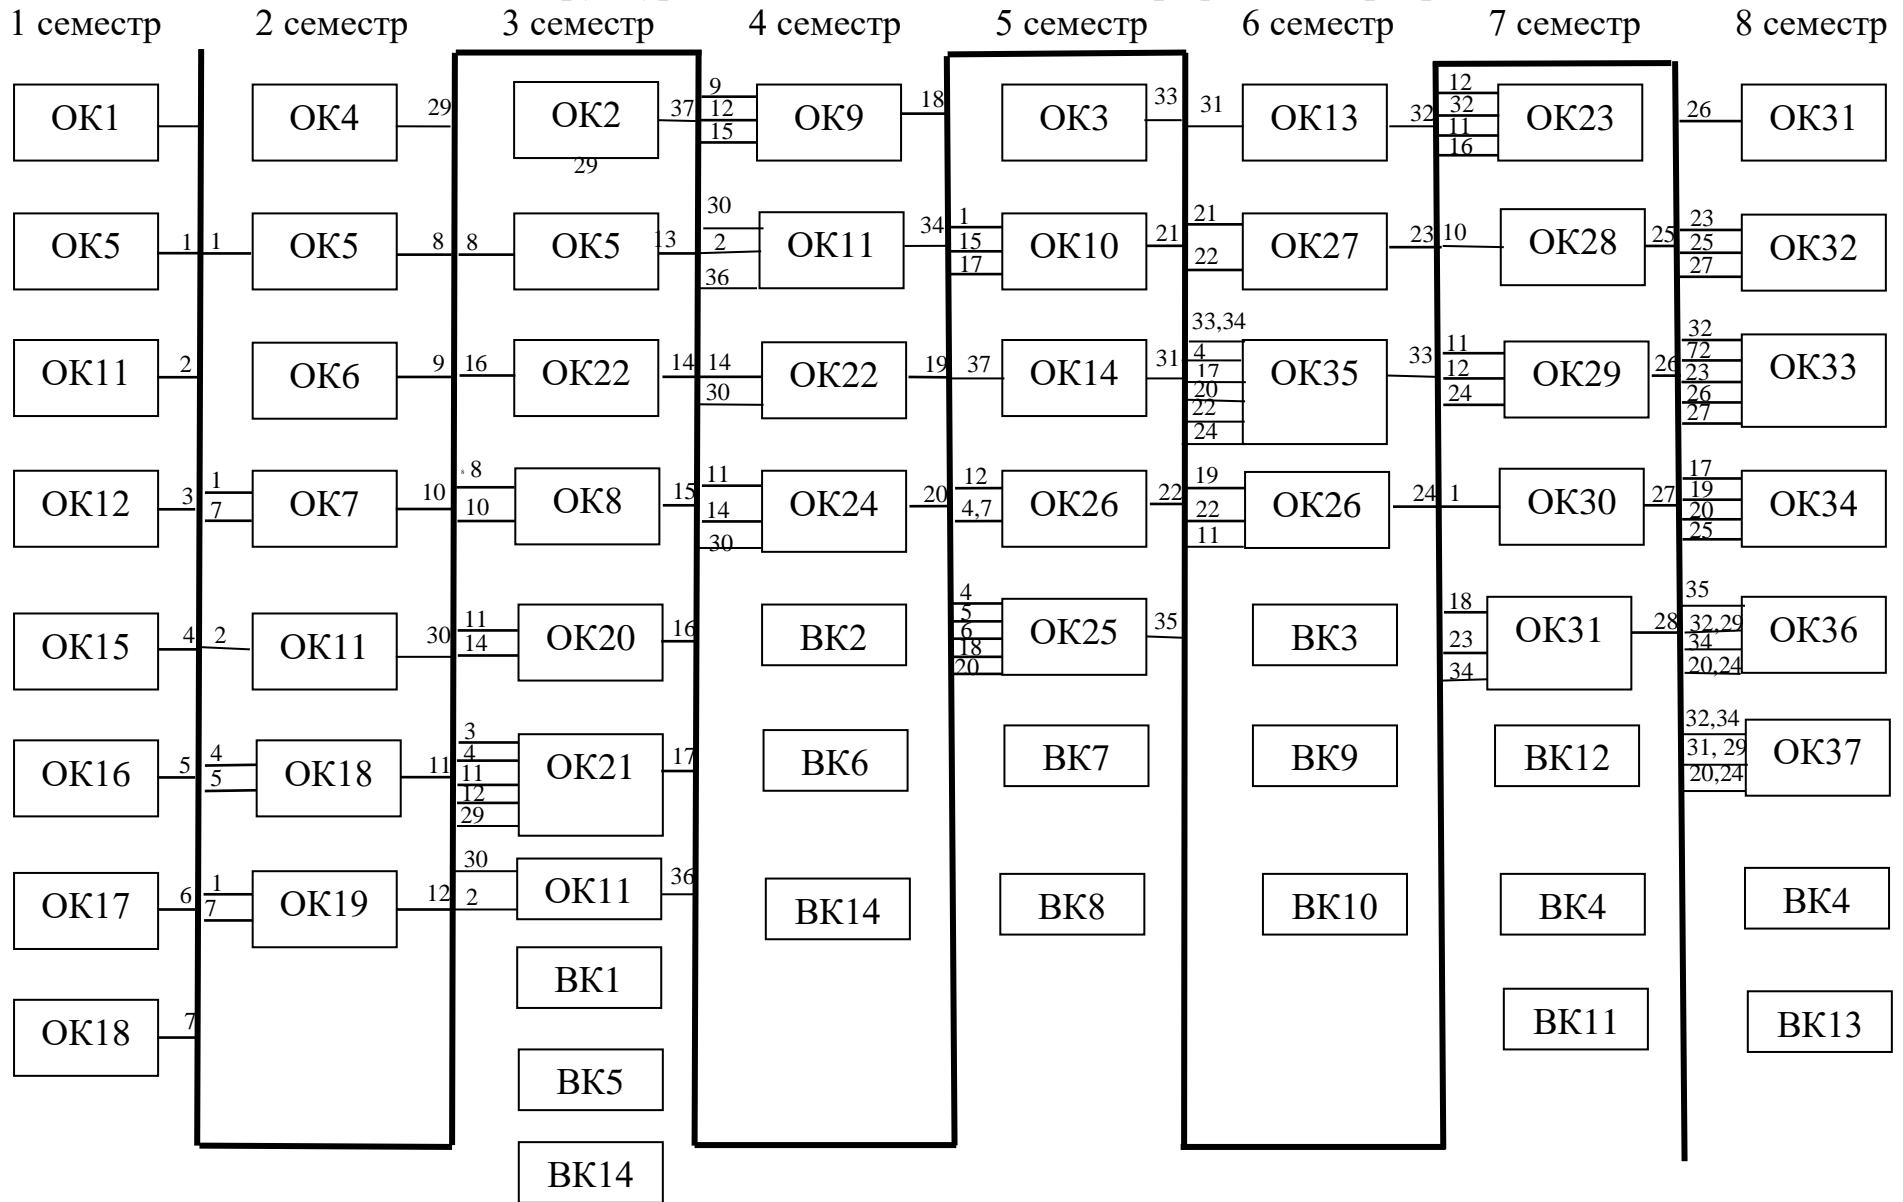 1 семестр 2 семестр 3 семестр 4 семестр 5 семестр 6 семестр 7 семестр 8 семестр
ОК1
ОК5 1
ОК11 2
ОК12 3
ОК15 4
ОК16 5
ОК17 6
ОК18 7
ОК4 29
1 ОК5 8
ОК6 9
1
7 ОК7 10
2 ОК11 30
4
5 ОК18 11
1
7 ОК19 12
ОК2 37
29
8 ОК5 13
16 ОК22 14
8
10 ОК8 15
11
14 ОК20 16
3
4
11
12
29 ОК21 17
30
2 ОК11 36
ВК1
ВК5
ВК14
9
12
15 ОК9 18
30
2
36 ОК11 34
14
30 ОК22 19
11
14
30 ОК24 20
ВК2
ВК6
ВК14
ОК3 33
1
15
17 ОК10 21
37 ОК14 31
12
4,7 ОК26 22
4
5
6
18
20 ОК25 35
ВК7
ВК8
31 ОК13 32
21
22 ОК27 23
33,34
4
17
20
22
24 ОК35 33
19
22
11 ОК26 24
ВК3
ВК9
ВК10
12
32
11
16 ОК23
10 ОК28 25
11
12
24 ОК29 26
1 ОК30 27
18
23
34 ОК31 28
ВК12
ВК4
ВК11
26 ОК31
23
25
27 ОК32
32
72
23
26
27 ОК33
17
19
20
25 ОК34
35
32,29
34
20,24 ОК36
32,34
31, 29
20,24 ОК37
ВК4
ВК13